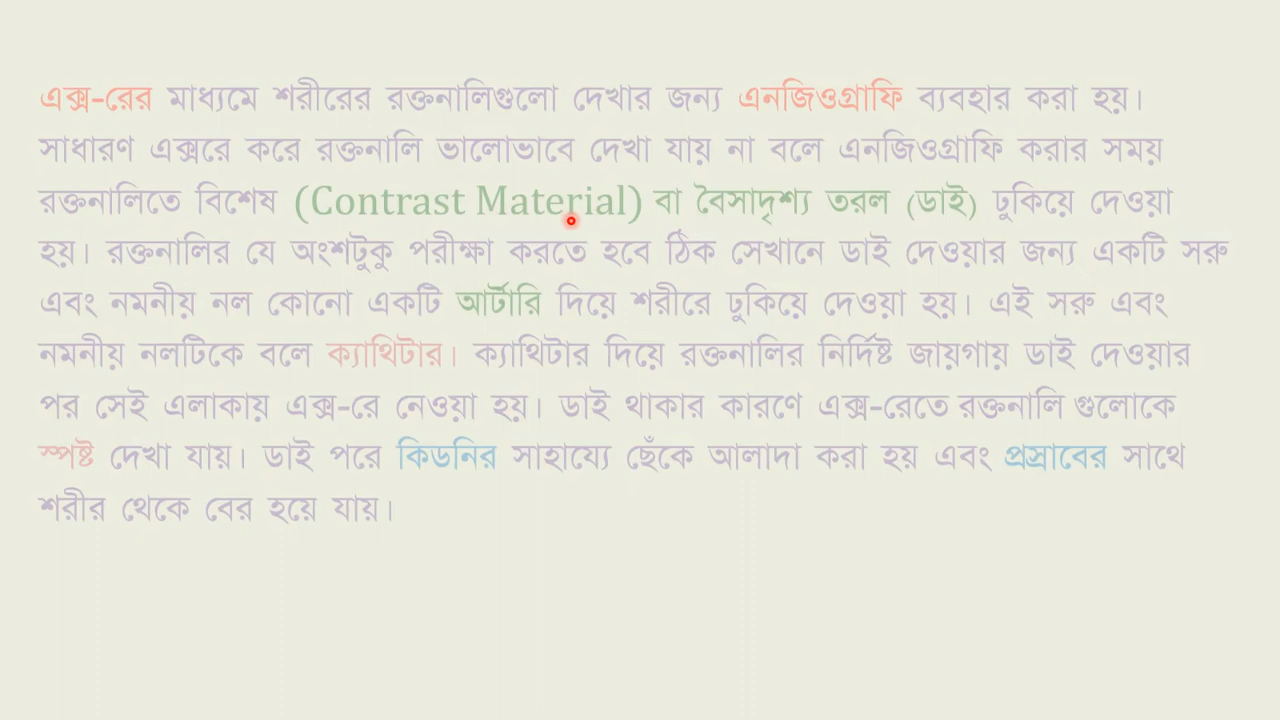 এক্স-রের মাধ্যমে শরীরের রক্তনালিগুলো দেখার জন্য এনজিওগ্রাফি ব্যবহার করা হয়।
সাধারণ এক্সরে করে রক্তনালি ভালোভাবে দেখা যায় না বলে এনজিওগ্রাফি করার সময়
রক্তনালিতে বিশেষ (Contrast Material) বা বৈসাদৃশ্য তরল (ডাই) ঢুকিয়ে দেওয়া
হয়। রক্তনালির যে অংশটুকু পরীক্ষা করতে হবে ঠিক সেখানে ডাই দেওয়ার জন্য একটি সরু
এবং নমনীয় নল কোনো একটি আর্টারি দিয়ে শরীরে ঢুকিয়ে দেওয়া হয়। এই সরু এবং
নমনীয় নলটিকে বলে ক্যাথিটার। ক্যাথিটার দিয়ে রক্তনালির নির্দিষ্ট জায়গায় ডাই দেওয়ার
পর সেই এলাকায় এক্স-রে নেওয়া হয়। ডাই থাকার কারণে এক্স-রেতে রক্তনালি গুলোকে
স্পষ্ট দেখা যায়। ডাই পরে কিডনির সাহায্যে ছেঁকে আলাদা করা হয় এবং প্রস্রাবের সাথে
শরীর থেকে বের হয়ে যায়।